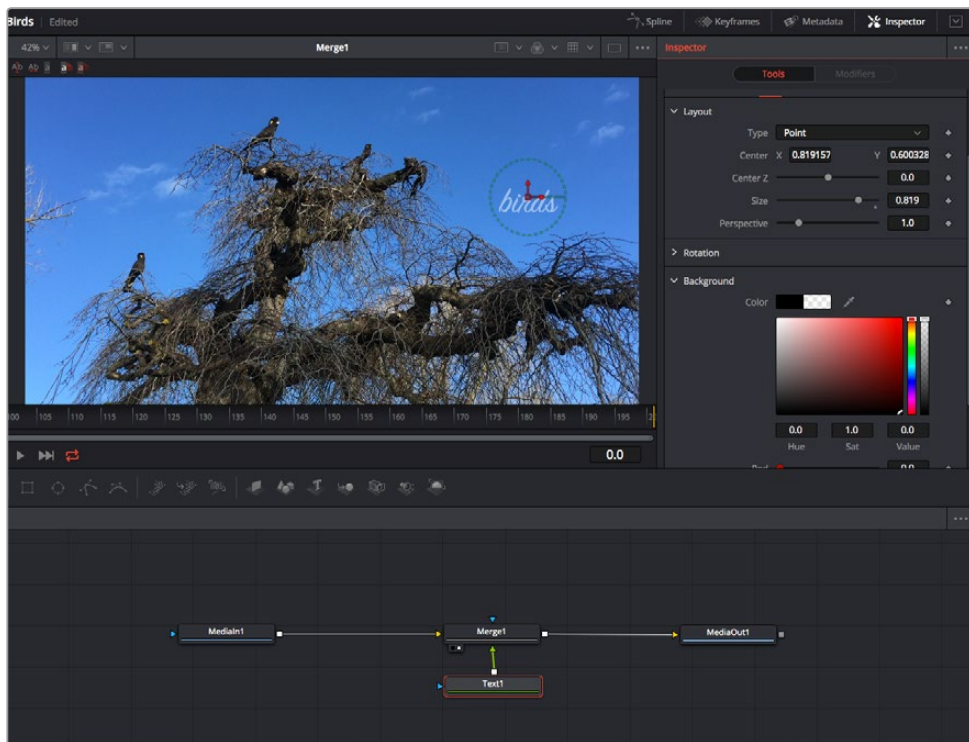 Birds Edited Spline Keyframes Metadata Inspector
42% Merge1 Inspector
Tools Modifiers
Layout
Type Point
Center X 0.819157 Y 0.600328
Center Z 0.0
Size 0.819
Perspective 1.0
Rotation
Background
Color
birds
0.0 1.0 0.0
Hue Sat Value
100 105 110 115 120 125 130 135 140 145 150 155 160 165 170 175 180 185 190 195
0.0
MediaIn1 Merge1 MediaOut1
Text1